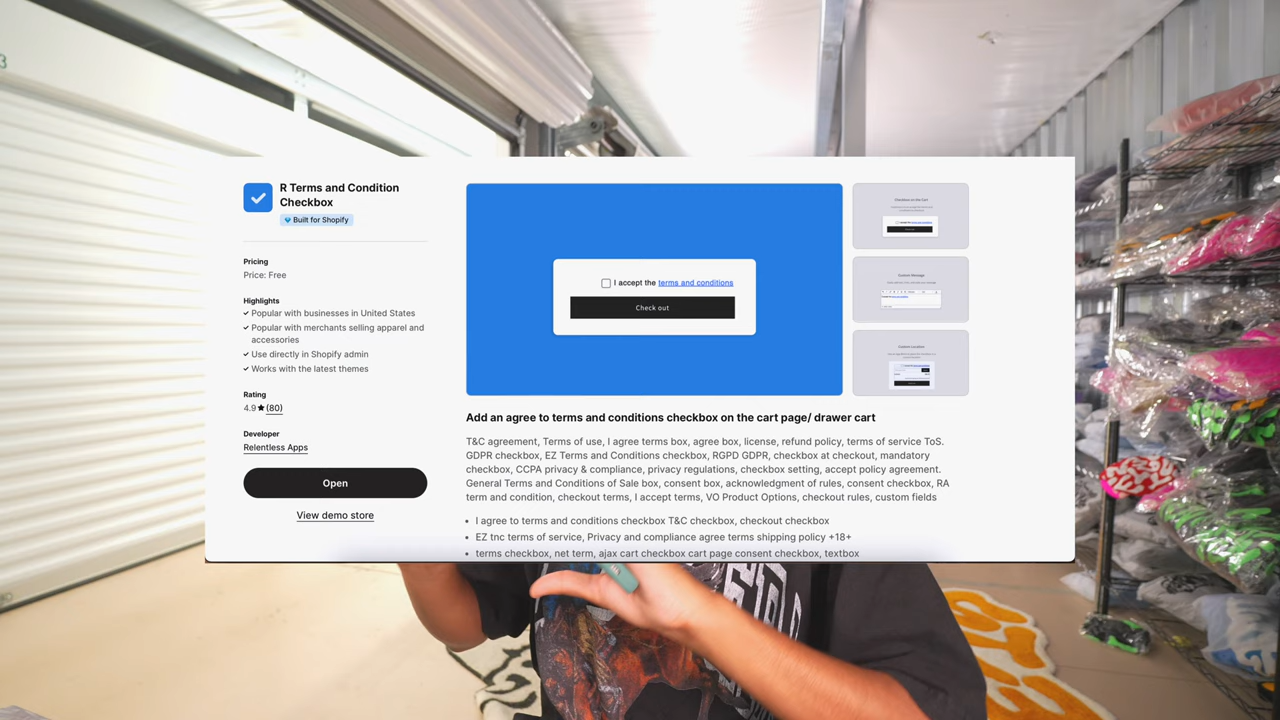 R Terms and Condition
Checkbox
Built for Shopify
Pricing
Price: Free
Highlights
Popular with businesses in United States
Popular with merchants selling apparel and
accessories
Use directly in Shopify admin
Works with the latest themes
Rating
4.9★ (80)
Developer
Relentless Apps
Open
View demo store
I accept the terms and conditions
Check out
Checkbox on the Cart
Custom Message
Custom Location
Add an agree to terms and conditions checkbox on the cart page/ drawer cart
T&C agreement, Terms of use, I agree terms box, agree box, license, refund policy, terms of service ToS.
GDPR checkbox, EZ Terms and Conditions checkbox, RGPD GDPR, checkbox at checkout, mandatory
checkbox, CCPA privacy & compliance, privacy regulations, checkbox setting, accept policy agreement.
General Terms and Conditions of Sale box, consent box, acknowledgment of rules, consent checkbox, RA
term and condition, checkout terms, I accept terms, VO Product Options, checkout rules, custom fields
• I agree to terms and conditions checkbox T&C checkbox, checkout checkbox
• EZ tnc terms of service, Privacy and compliance agree terms shipping policy +18+
• terms checkbox, net term, ajax cart checkbox cart page consent checkbox, textbox